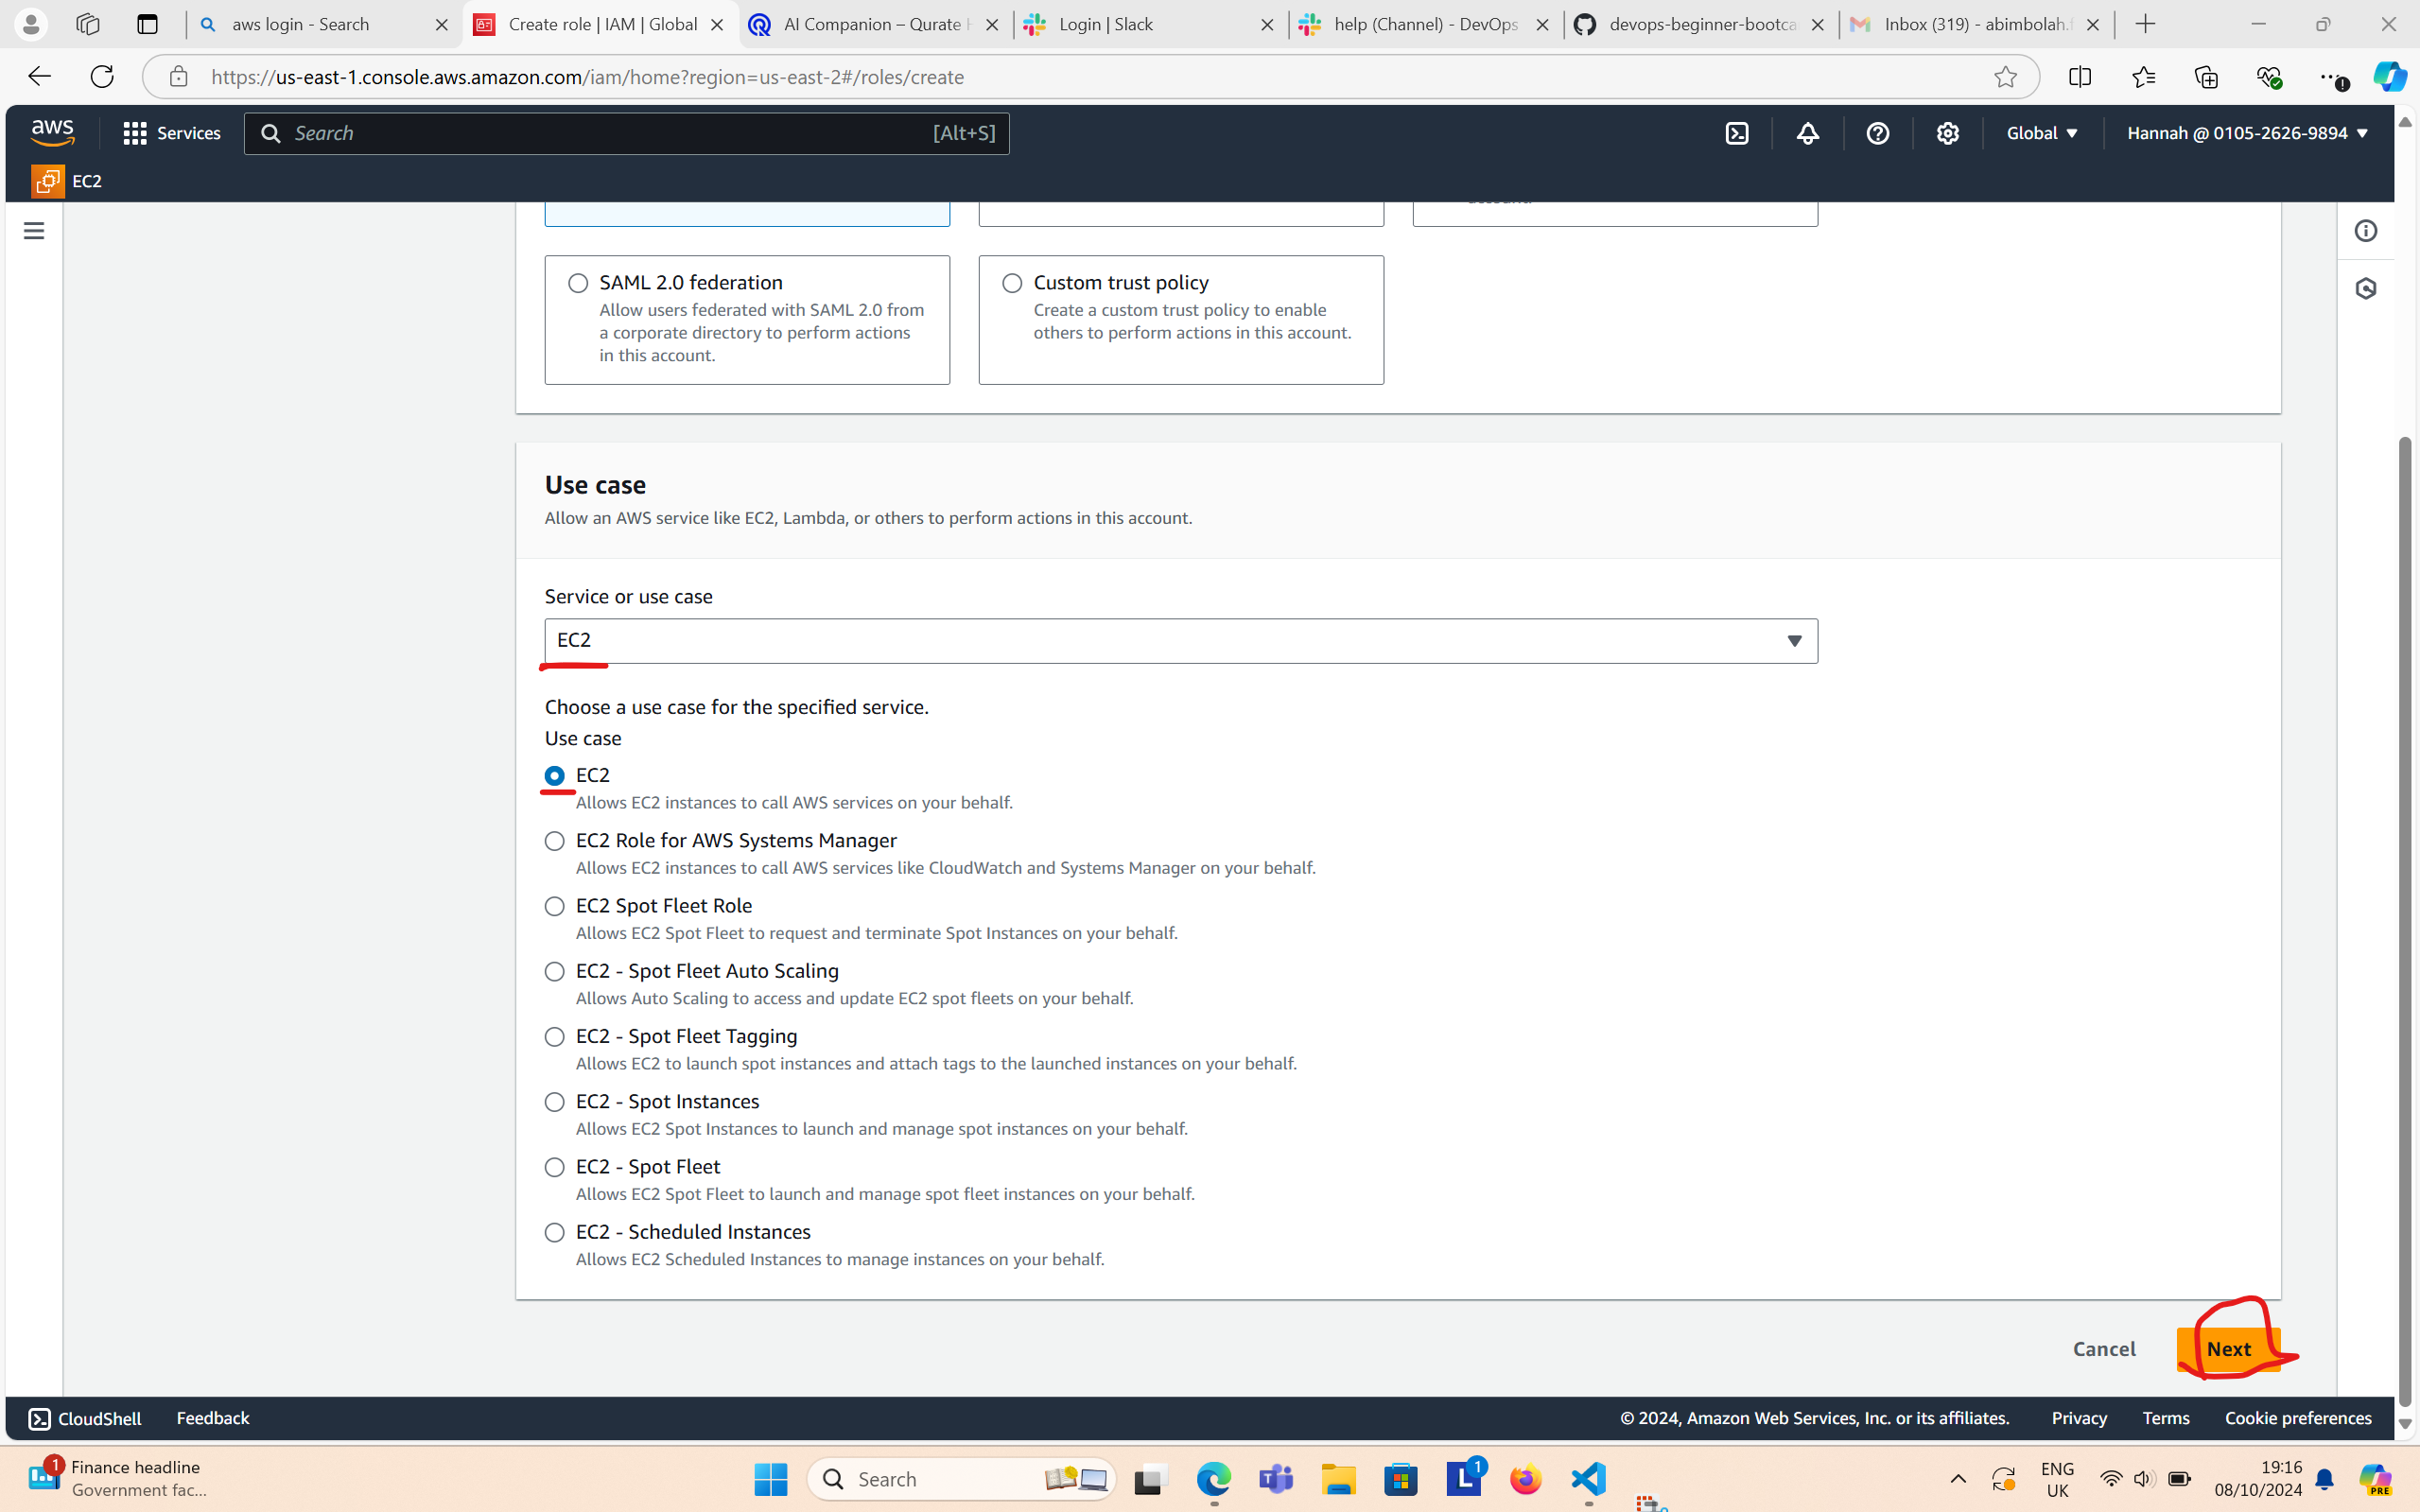 aws login - Search
Create role | IAM | Global
AI Companion – Qurate H
Login | Slack
help (Channel) - DevOps
devops-beginner-bootca
Inbox (319) - abimbolah.f
https://us-east-1.console.aws.amazon.com/iam/home?region=us-east-2#/roles/create
aws
Services
Search
[Alt+S]
Global
Hannah @ 0105-2626-9894
EC2
SAML 2.0 federation
Allow users federated with SAML 2.0 from
a corporate directory to perform actions
in this account.
Custom trust policy
Create a custom trust policy to enable
others to perform actions in this account.
Use case
Allow an AWS service like EC2, Lambda, or others to perform actions in this account.
Service or use case
EC2
Choose a use case for the specified service.
Use case
EC2
Allows EC2 instances to call AWS services on your behalf.
EC2 Role for AWS Systems Manager
Allows EC2 instances to call AWS services like CloudWatch and Systems Manager on your behalf.
EC2 Spot Fleet Role
Allows EC2 Spot Fleet to request and terminate Spot Instances on your behalf.
EC2 - Spot Fleet Auto Scaling
Allows Auto Scaling to access and update EC2 spot fleets on your behalf.
EC2 - Spot Fleet Tagging
Allows EC2 to launch spot instances and attach tags to the launched instances on your behalf.
EC2 - Spot Instances
Allows EC2 Spot Instances to launch and manage spot instances on your behalf.
EC2 - Spot Fleet
Allows EC2 Spot Fleet to launch and manage spot fleet instances on your behalf.
EC2 - Scheduled Instances
Allows EC2 Scheduled Instances to manage instances on your behalf.
Cancel
Next
CloudShell
Feedback
© 2024, Amazon Web Services, Inc. or its affiliates.
Privacy
Terms
Cookie preferences
1
Finance headline
Government fac...
Search
L
1
ENG
UK
19:16
08/10/2024
PRE